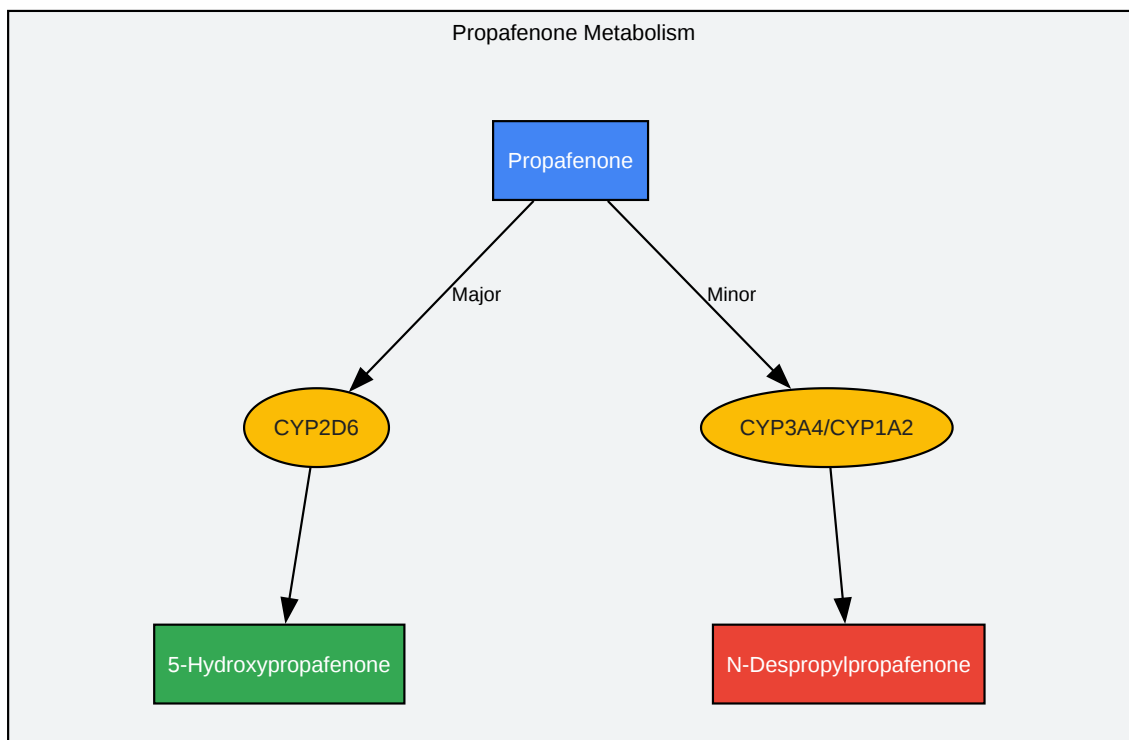 Propafenone Metabolism
Propafenone
Major
Minor
CYP2D6
CYP3A4/CYP1A2
5-Hydroxypropafenone
N-Despropylpropafenone